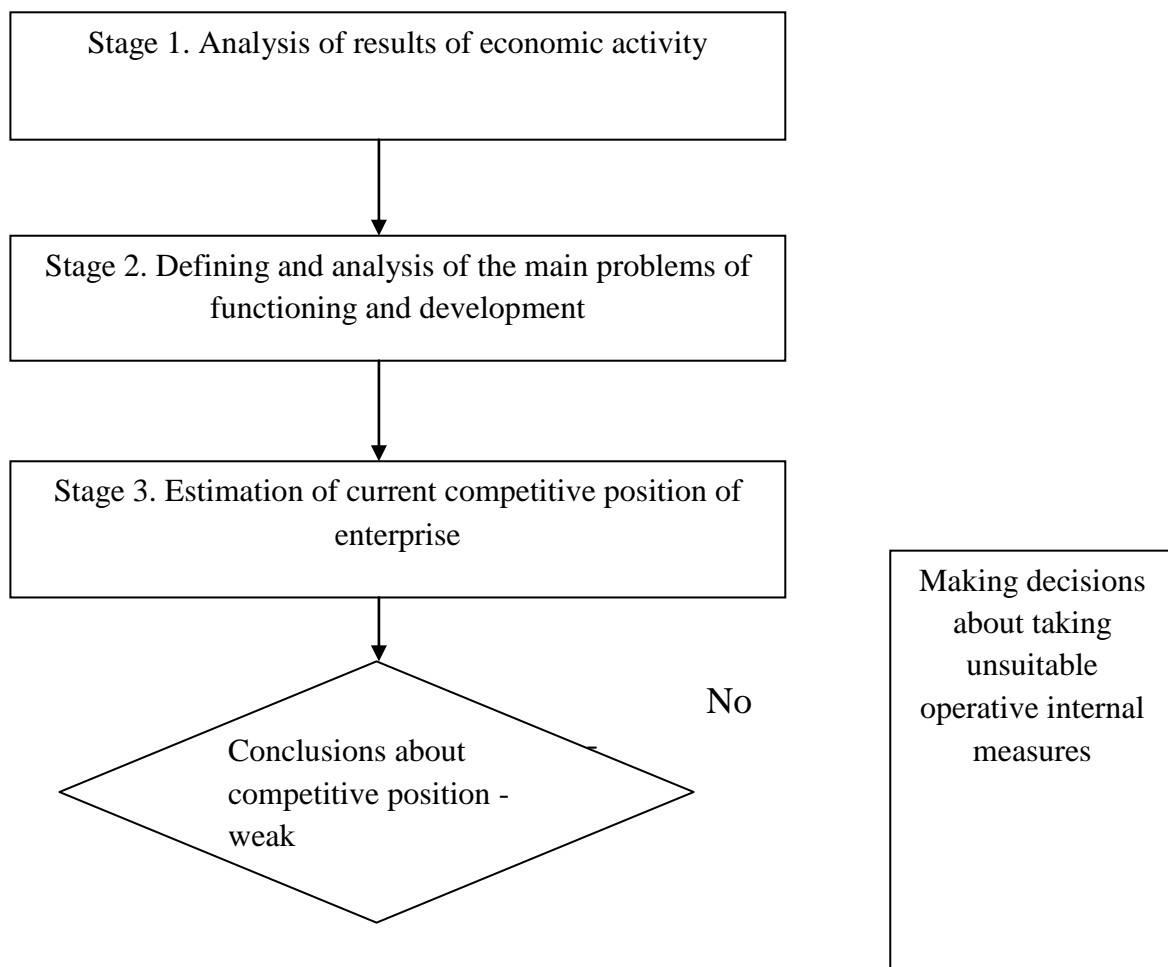 Stage 1. Analysis of results of economic activity
Stage 2. Defining and analysis of the main problems of
functioning and development
Stage 3. Estimation of current competitive position of
enterprise
Making decisions
about taking
unsuitable
operative internal
measures
No
Conclusions about
competitive position -
weak